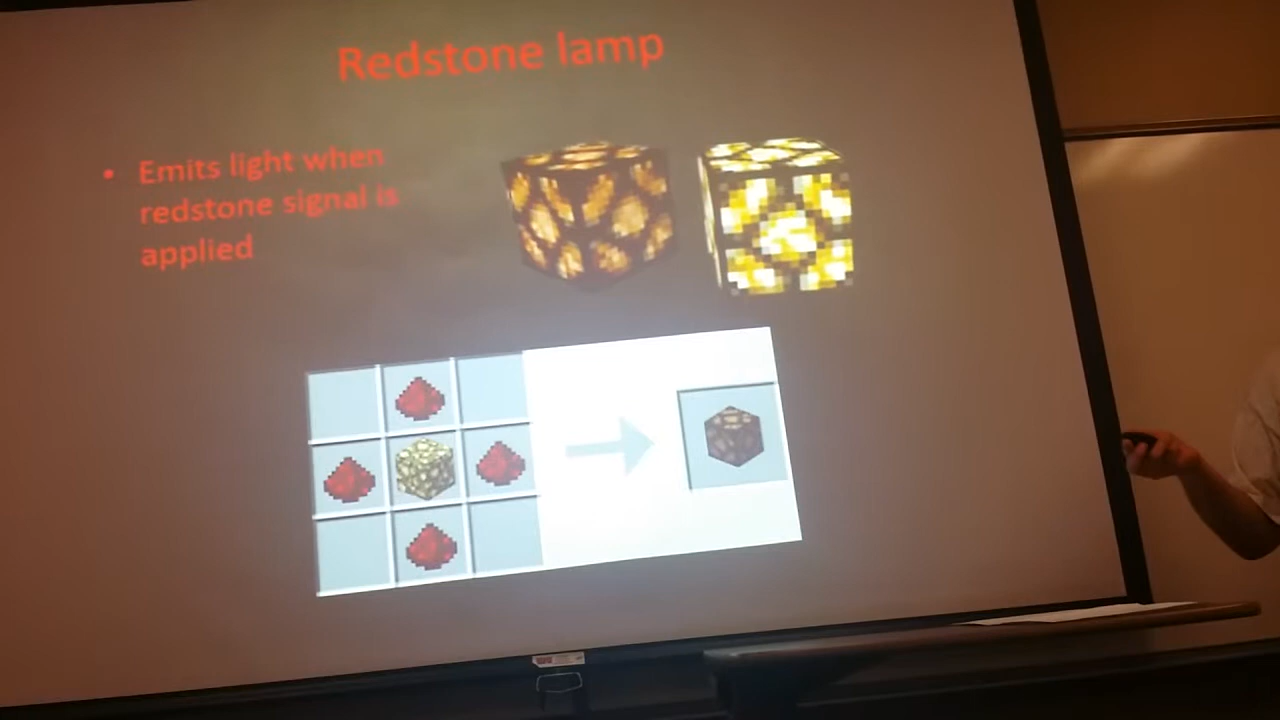 Redstone lamp
• Emits light when
redstone signal is
applied